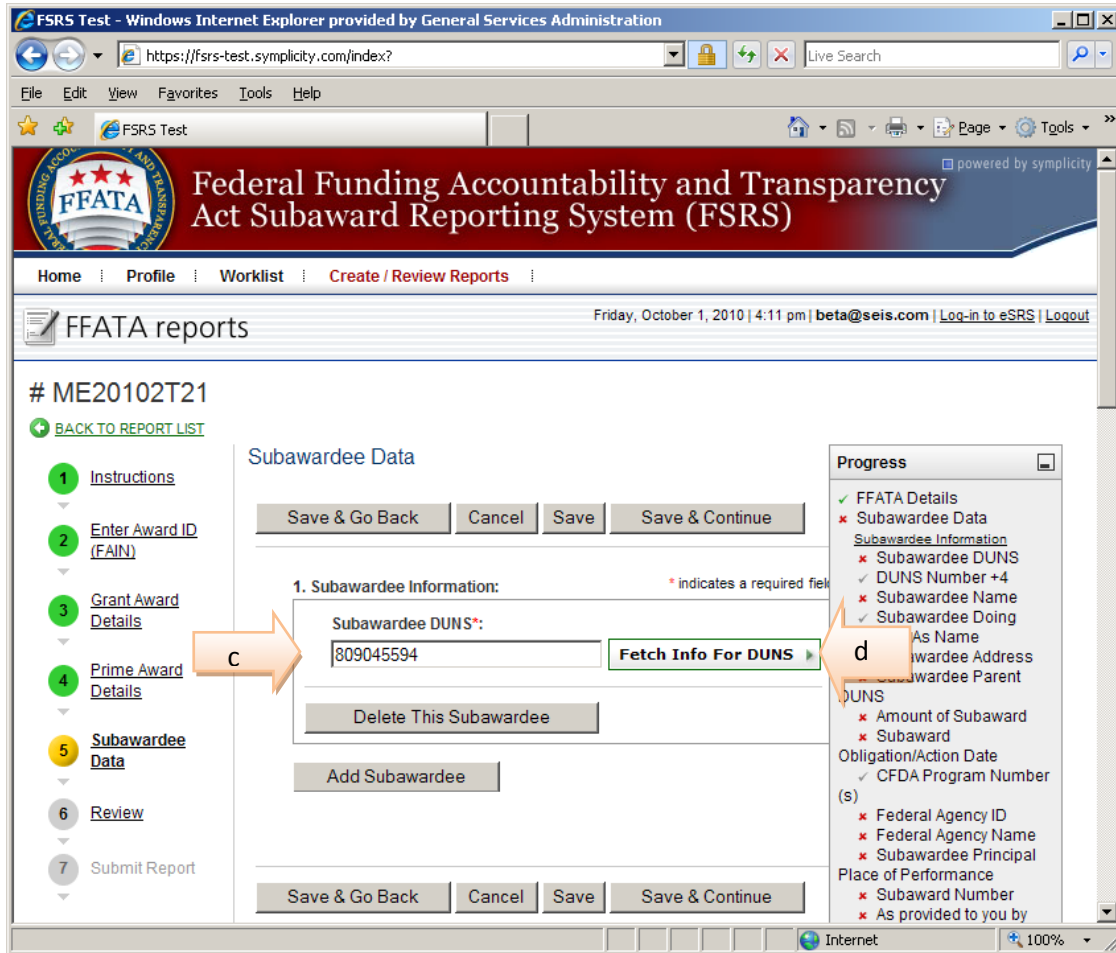 FSRS Test - Windows Internet Explorer provided by General Services Administration
https://fsrs-test.symplicity.com/index?
Live Search
File Edit View Favorites Tools Help
FSRS Test
Page Tools »
FFATA
powered by symplicity
Federal Funding Accountability and Transparency
Act Subaward Reporting System (FSRS)
Home Profile Worklist Create / Review Reports
FFATA reports
Friday, October 1, 2010 | 4:11 pm | beta@seis.com | Log-in to eSRS | Logout
# ME20102T21
BACK TO REPORT LIST
1 Instructions
2 Enter Award ID
(FAIN)
3 Grant Award
Details
4 Prime Award
Details
5 Subawardee
Data
6 Review
7 Submit Report
Subawardee Data
Save & Go Back Cancel Save Save & Continue
1. Subawardee Information:
* indicates a required
Subawardee DUNS*:
c
809045594
Fetch Info For DUNS
d
Delete This Subawardee
Add Subawardee
Save & Go Back Cancel Save Save & Continue
Progress
FFATA Details
Subawardee Data
Subawardee Information
Subawardee DUNS
DUNS Number +4
Subawardee Name
Subawardee Doing
As Name
Address
Parent
DUNS
Amount of Subaward
Subaward
Obligation/Action Date
CFDA Program Number
(s)
Federal Agency ID
Federal Agency Name
Subawardee Principal
Place of Performance
Subaward Number
As provided to you by
Internet
100%